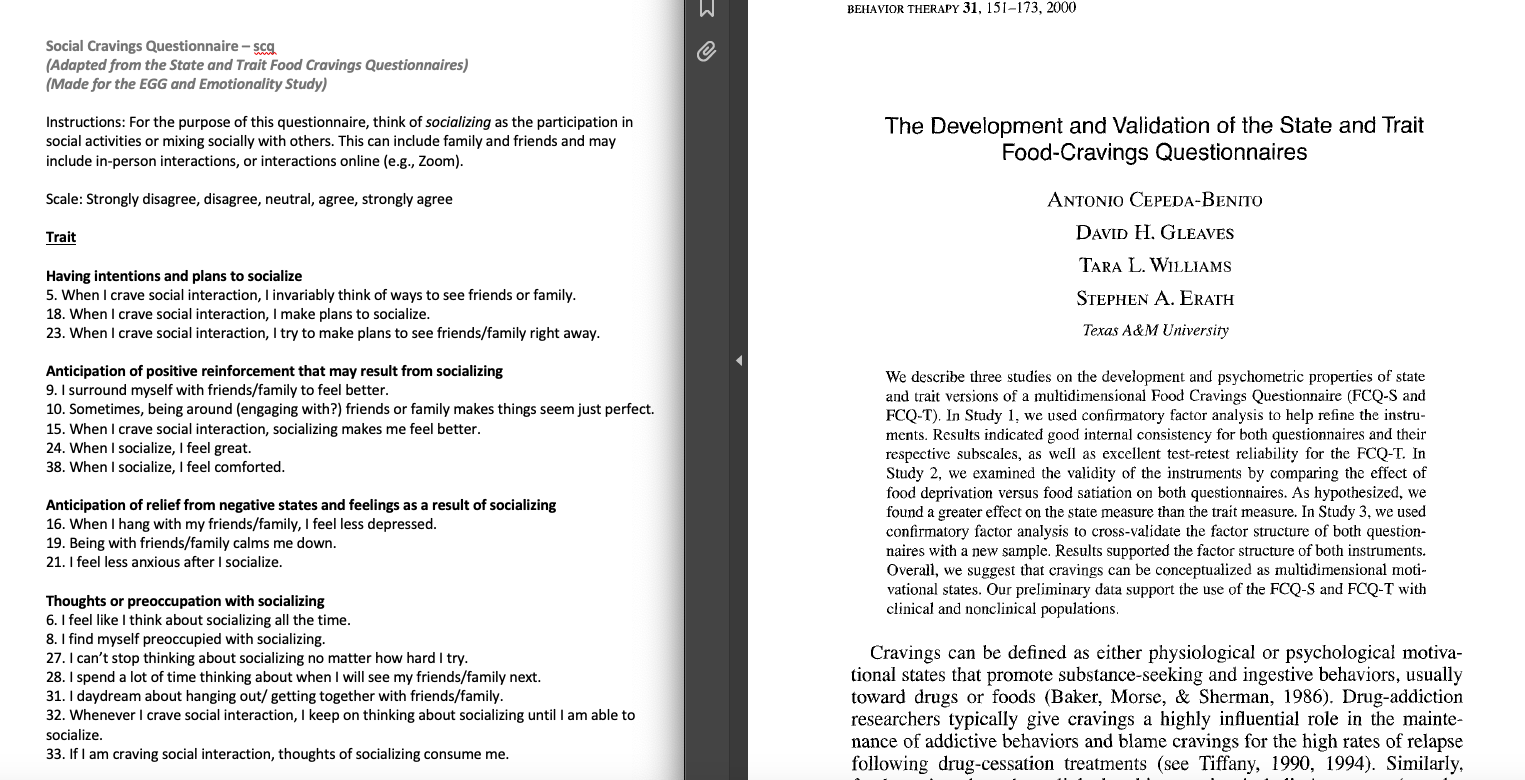 Social Cravings Questionnaire – scq
(Adapted from the State and Trait Food Cravings Questionnaires)
(Made for the EGG and Emotionality Study)
Instructions: For the purpose of this questionnaire, think of socializing as the participation in
social activities or mixing socially with others. This can include family and friends and may
include in-person interactions, or interactions online (e.g., Zoom).
Scale: Strongly disagree, disagree, neutral, agree, strongly agree
Trait
Having intentions and plans to socialize
5. When I crave social interaction, I invariably think of ways to see friends or family.
18. When I crave social interaction, I make plans to socialize.
23. When I crave social interaction, I try to make plans to see friends/family right away.
Anticipation of positive reinforcement that may result from socializing
9. I surround myself with friends/family to feel better.
10. Sometimes, being around (engaging with?) friends or family makes things seem just perfect.
15. When I crave social interaction, socializing makes me feel better.
24. When I socialize, I feel great.
38. When I socialize, I feel comforted.
Anticipation of relief from negative states and feelings as a result of socializing
16. When I hang with my friends/family, I feel less depressed.
19. Being with friends/family calms me down.
21. I feel less anxious after I socialize.
Thoughts or preoccupation with socializing
6. I feel like I think about socializing all the time.
8. I find myself preoccupied with socializing.
27. I can't stop thinking about socializing no matter how hard I try.
28. I spend a lot of time thinking about when I will see my friends/family next.
31. I daydream about hanging out/ getting together with friends/family.
32. Whenever I crave social interaction, I keep on thinking about socializing until I am able to
socialize.
33. If I am craving social interaction, thoughts of socializing consume me.
BEHAVIOR THERAPY 31, 151–173, 2000
The Development and Validation of the State and Trait
Food-Cravings Questionnaires
ANTONIO CEPEDA-BENITO
DAVID H. GLEAVES
TARA L. WILLIAMS
STEPHEN A. ERATH
Texas A&M University
We describe three studies on the development and psychometric properties of state
and trait versions of a multidimensional Food Cravings Questionnaire (FCQ-S and
FCQ-T). In Study 1, we used confirmatory factor analysis to help refine the instru-
ments. Results indicated good internal consistency for both questionnaires and their
respective subscales, as well as excellent test-retest reliability for the FCQ-T. In
Study 2, we examined the validity of the instruments by comparing the effect of
food deprivation versus food satiation on both questionnaires. As hypothesized, we
found a greater effect on the state measure than the trait measure. In Study 3, we used
confirmatory factor analysis to cross-validate the factor structure of both question-
naires with a new sample. Results supported the factor structure of both instruments.
Overall, we suggest that cravings can be conceptualized as multidimensional moti-
vational states. Our preliminary data support the use of the FCQ-S and FCQ-T with
clinical and nonclinical populations.
Cravings can be defined as either physiological or psychological motiva-
tional states that promote substance-seeking and ingestive behaviors, usually
toward drugs or foods (Baker, Morse, & Sherman, 1986). Drug-addiction
researchers typically give cravings a highly influential role in the mainte-
nance of addictive behaviors and blame cravings for the high rates of relapse
following drug-cessation treatments (see Tiffany, 1990, 1994). Similarly,